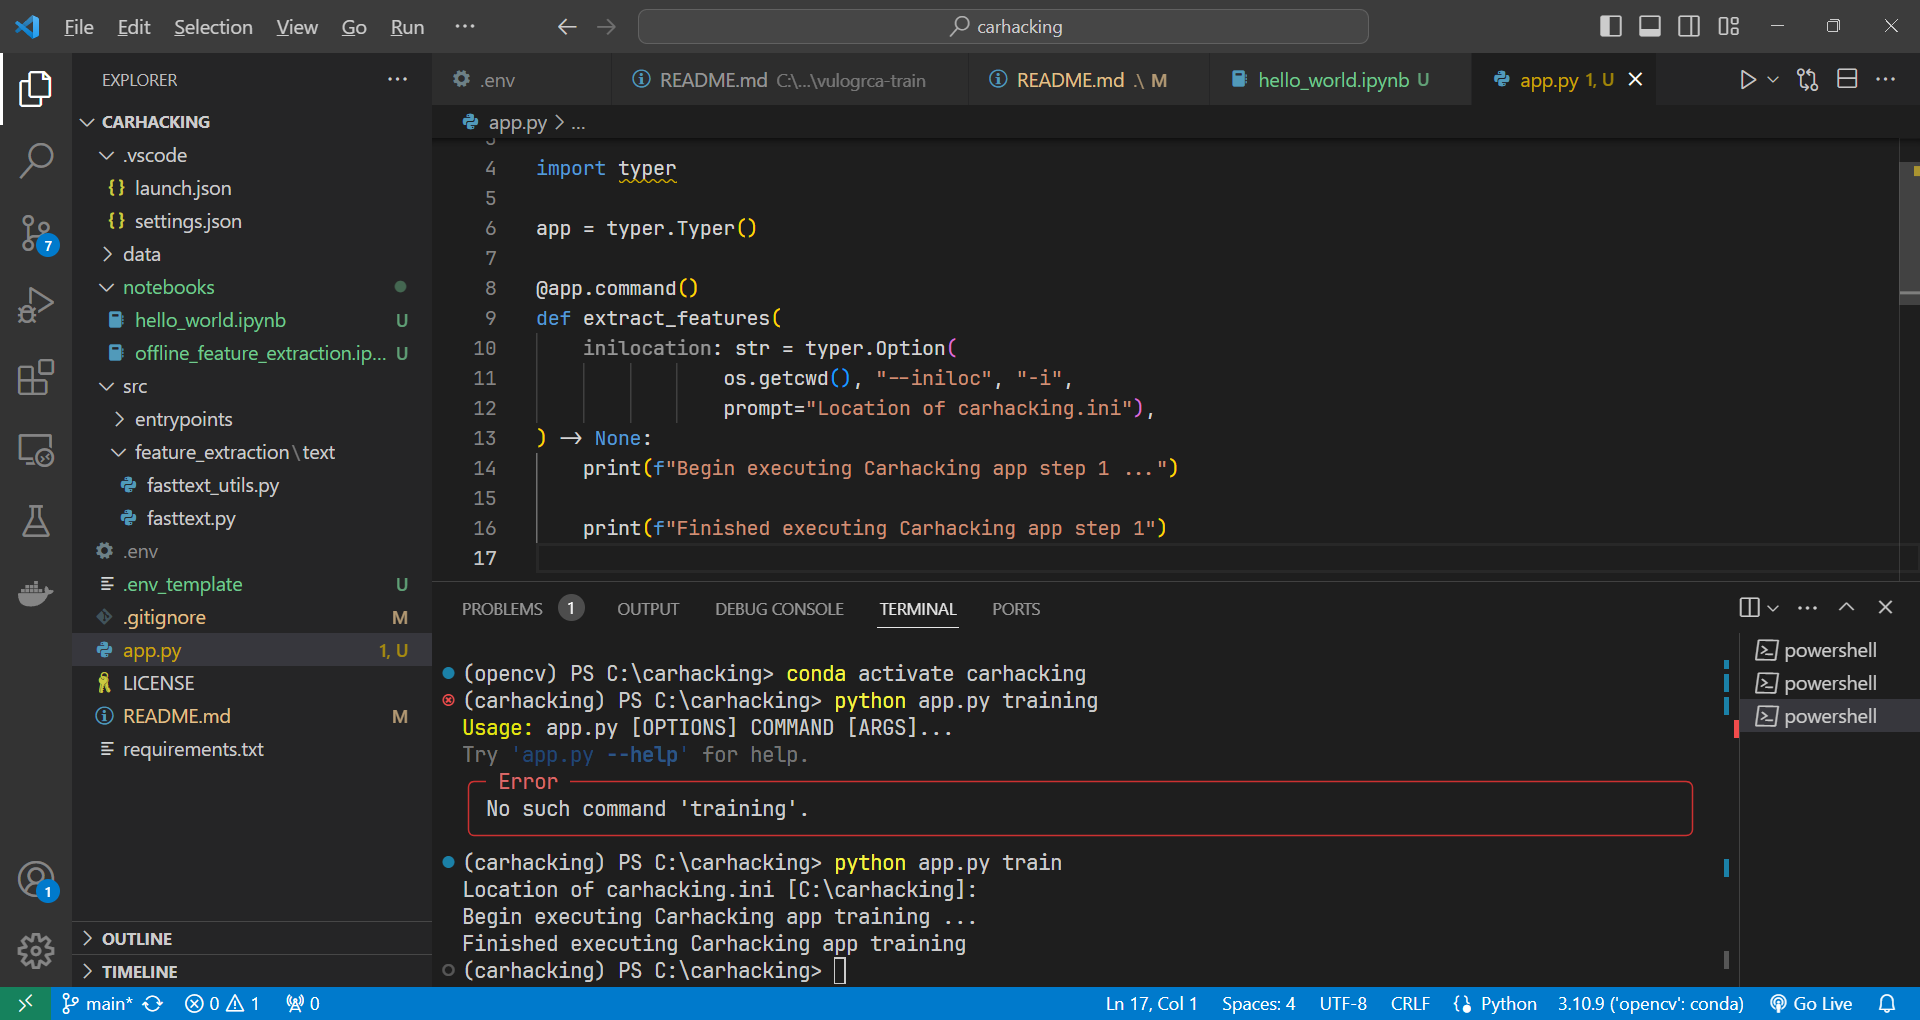 File Edit Selection View Go Run ···
carhacking
EXPLORER
CARHACKING
.vscode
launch.json
settings.json
data
notebooks
hello_world.ipynb U
offline_feature_extraction.ip... U
src
entrypoints
feature_extraction\text
fasttext_utils.py
fasttext.py
.env
.env_template U
.gitignore M
app.py 1, U
LICENSE
README.md M
requirements.txt
OUTLINE
TIMELINE
7
1
.env
README.md C:\...\vulogrca-train
README.md .\ M
hello_world.ipynb U
app.py 1, U
app.py > ...
4 import typer
5
6 app = typer.Typer()
7
8 @app.command()
9 def extract_features(
10 inilocation: str = typer.Option(
11 os.getcwd(), "--iniloc", "-i",
12 prompt="Location of carhacking.ini"),
13 ) -> None:
14 print(f"Begin executing Carhacking app step 1 ...")
15
16 print(f"Finished executing Carhacking app step 1")
17
PROBLEMS 1 OUTPUT DEBUG CONSOLE TERMINAL PORTS
(opencv) PS C:\carhacking> conda activate carhacking
(carhacking) PS C:\carhacking> python app.py training
Usage: app.py [OPTIONS] COMMAND [ARGS]...
Try 'app.py --help' for help.
Error
No such command 'training'.
(carhacking) PS C:\carhacking> python app.py train
Location of carhacking.ini [C:\carhacking]:
Begin executing Carhacking app training ...
Finished executing Carhacking app training
(carhacking) PS C:\carhacking>
powershell
powershell
powershell
main* 0 1 0 Ln 17, Col 1 Spaces: 4 UTF-8 CRLF Python 3.10.9 ('opencv': conda) Go Live